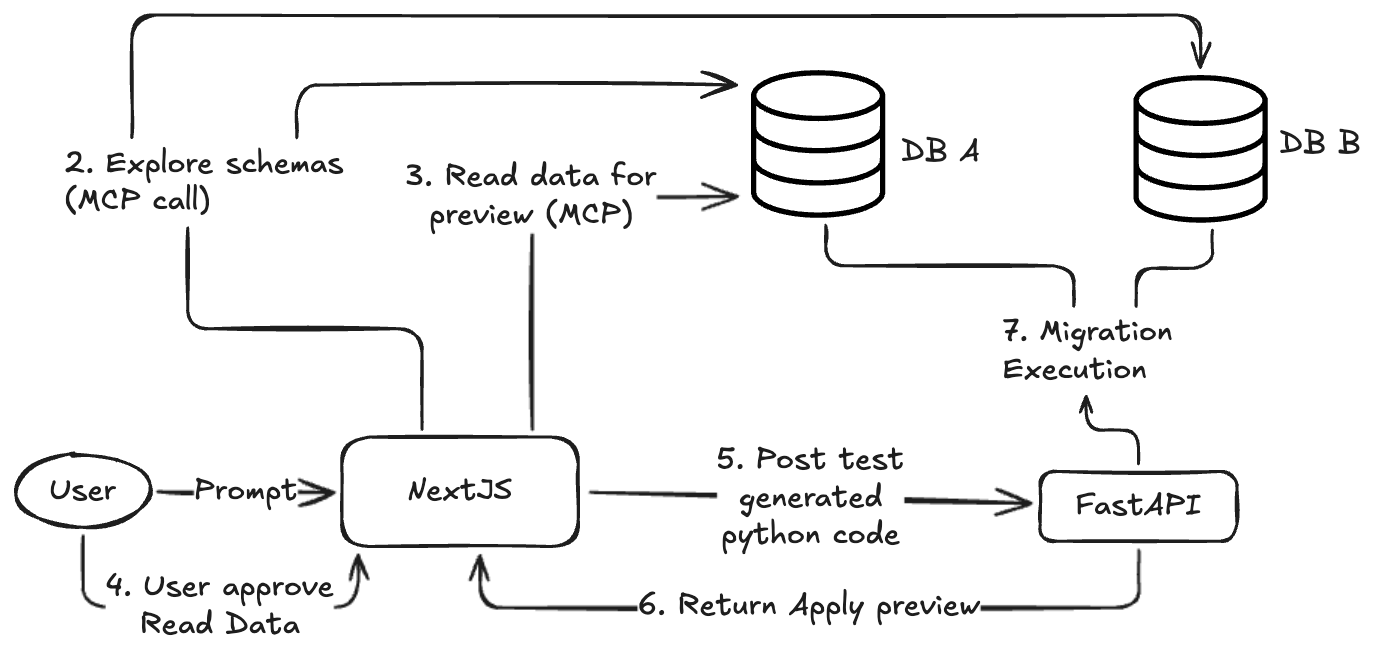 2. Explore schemas
(MCP call)
3. Read data for
preview (MCP)
DB A
DB B
7. Migration
Execution
User
Prompt
NextJS
5. Post test
generated
python code
FastAPI
4. User approve
Read Data
6. Return Apply preview